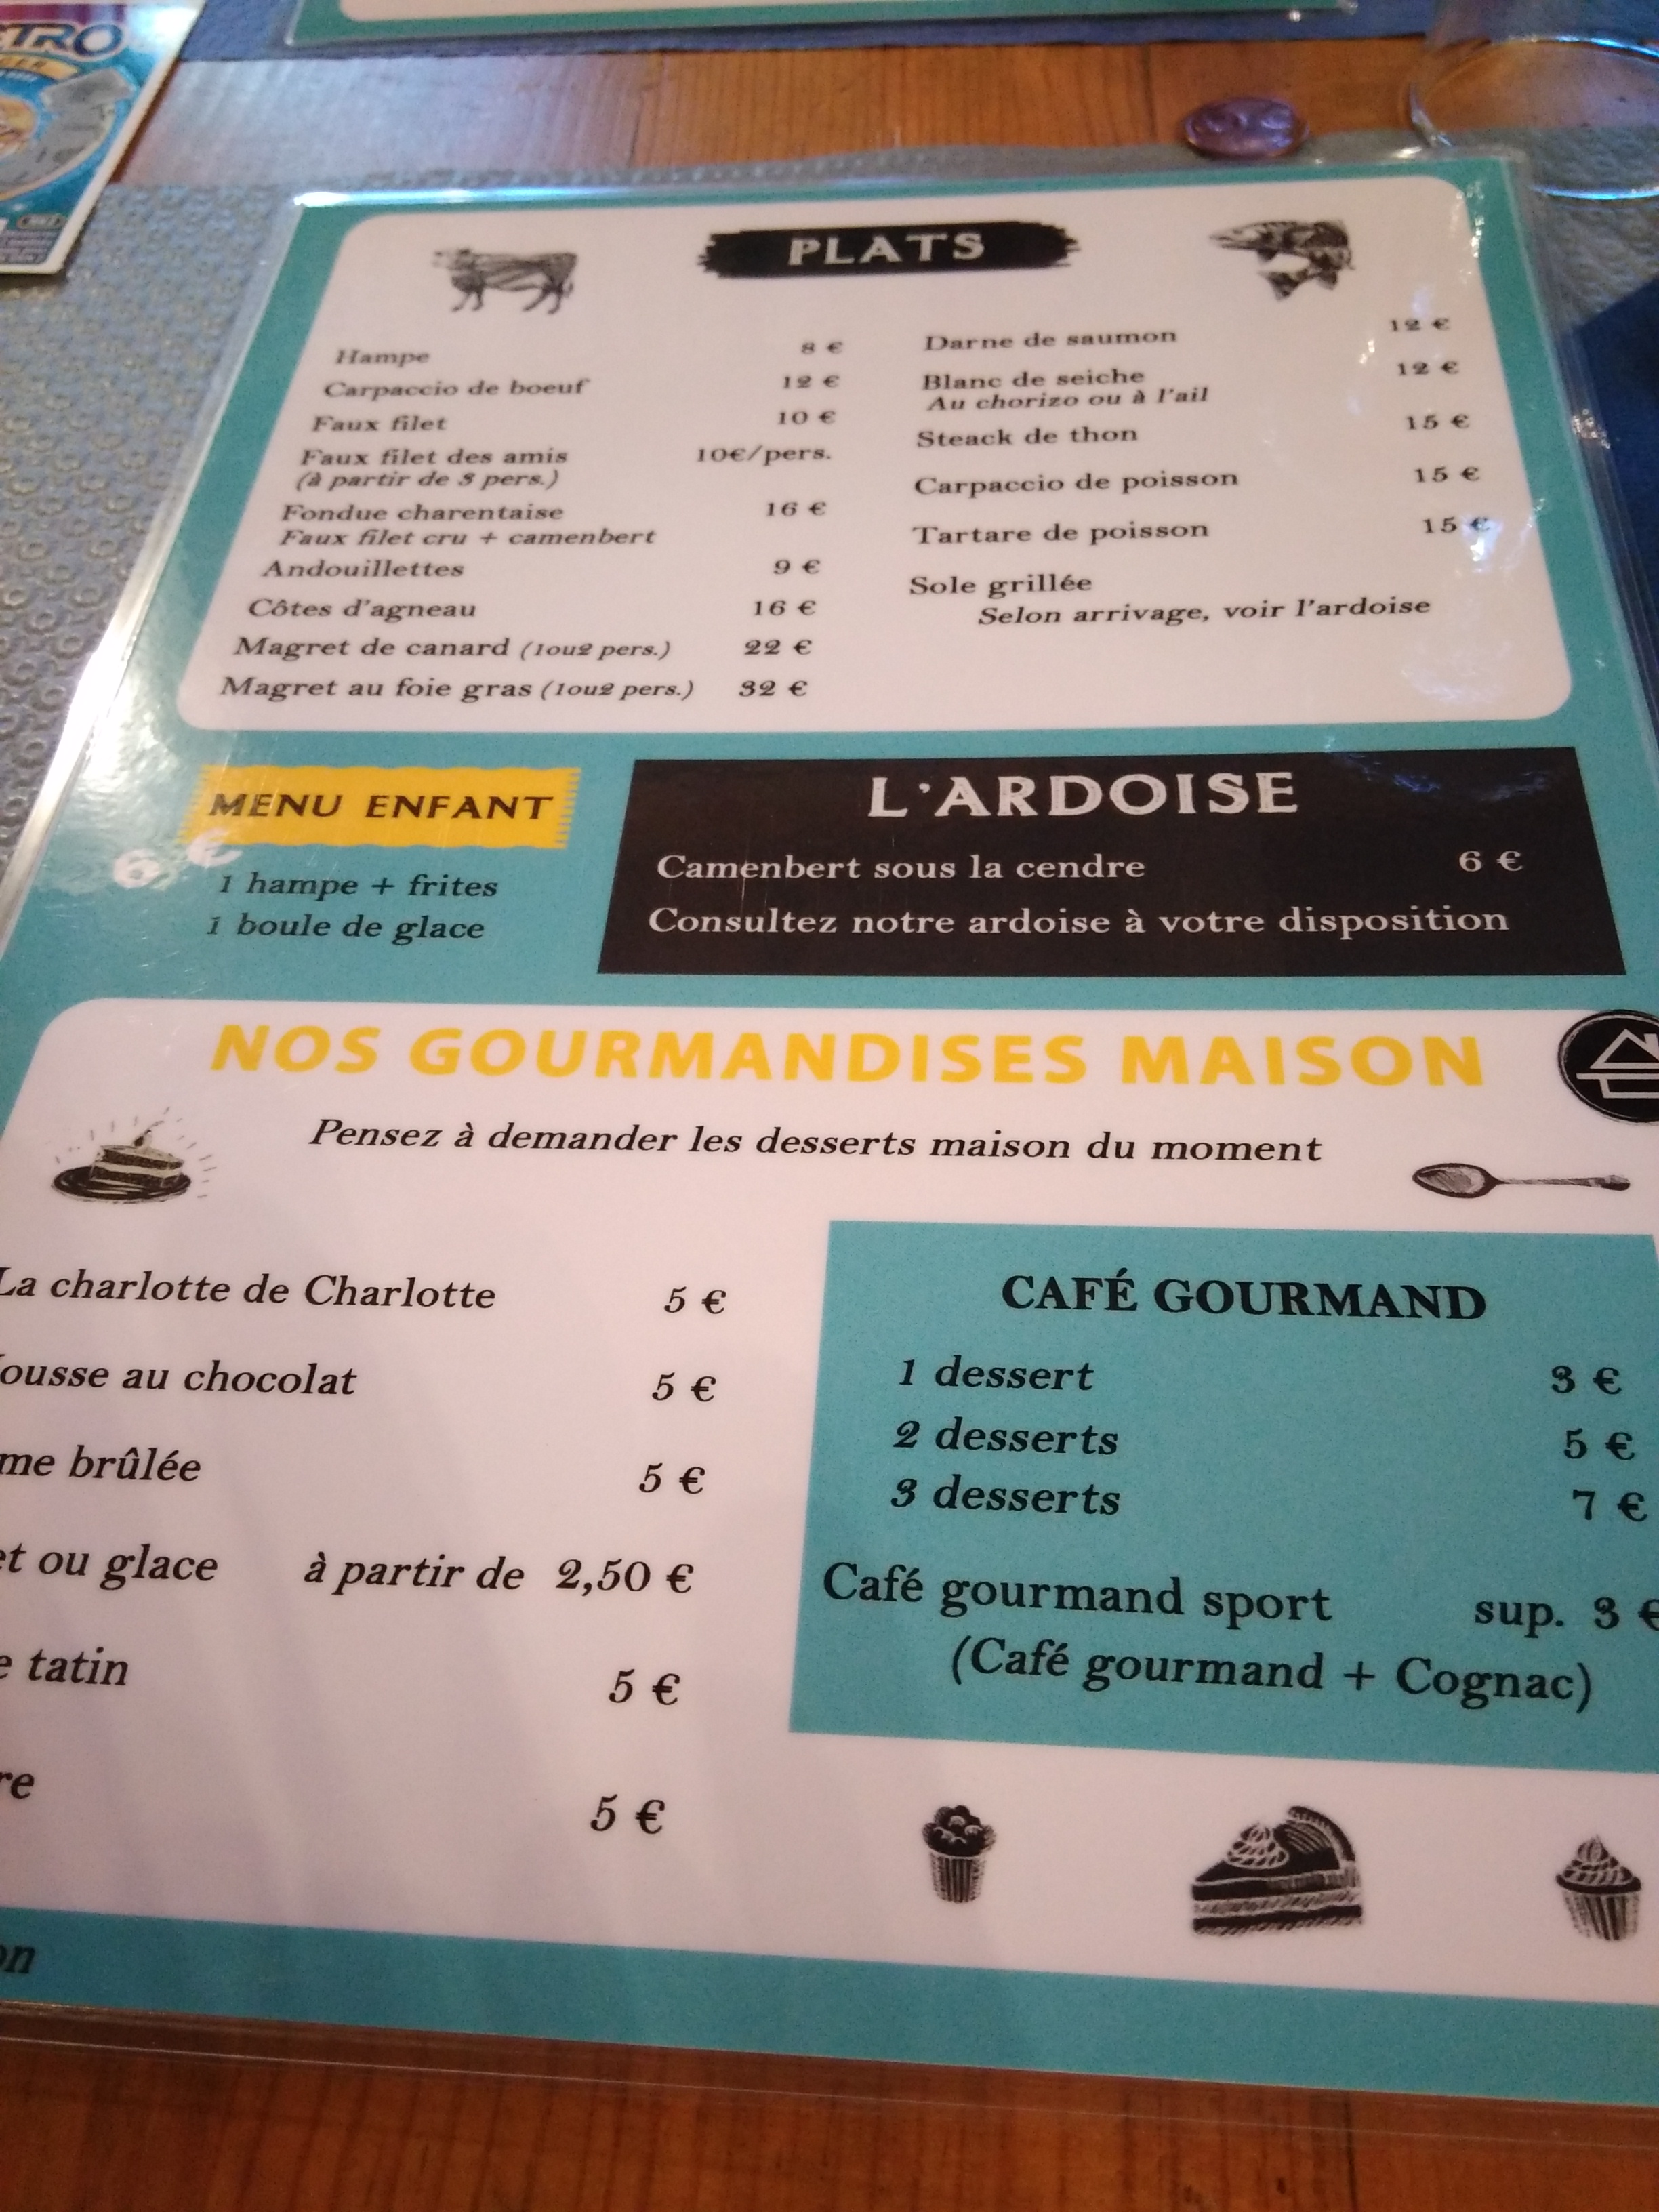 PLATS
Hampe 8 €
Carpaccio de boeuf 12 €
Faux filet 10 €
Faux filet des amis 10€/pers.
(à partir de 3 pers.)
Fondue charentaise 16 €
Faux filet cru + camenbert
Andouillettes 9 €
Côtes d'agneau 16 €
Magret de canard (1ou2 pers.) 22 €
Magret au foie gras (1ou2 pers.) 32 €
Darne de saumon 12 €
Blanc de seiche 12 €
Au chorizo ou à l'ail
Steack de thon 15 €
Carpaccio de poisson 15 €
Tartare de poisson 15 €
Sole grillée
Selon arrivage, voir l'ardoise
MENU ENFANT
6 €
1 hampe + frites
1 boule de glace
L'ARDOISE
Camenbert sous la cendre 6 €
Consultez notre ardoise à votre disposition
NOS GOURMANDISES MAISON
Pensez à demander les desserts maison du moment
La charlotte de Charlotte 5 €
ousse au chocolat 5 €
me brûlée 5 €
et ou glace à partir de 2,50 €
e tatin 5 €
re 5 €
CAFÉ GOURMAND
1 dessert 3 €
2 desserts 5 €
3 desserts 7 €
Café gourmand sport sup. 3 €
(Café gourmand + Cognac)
on